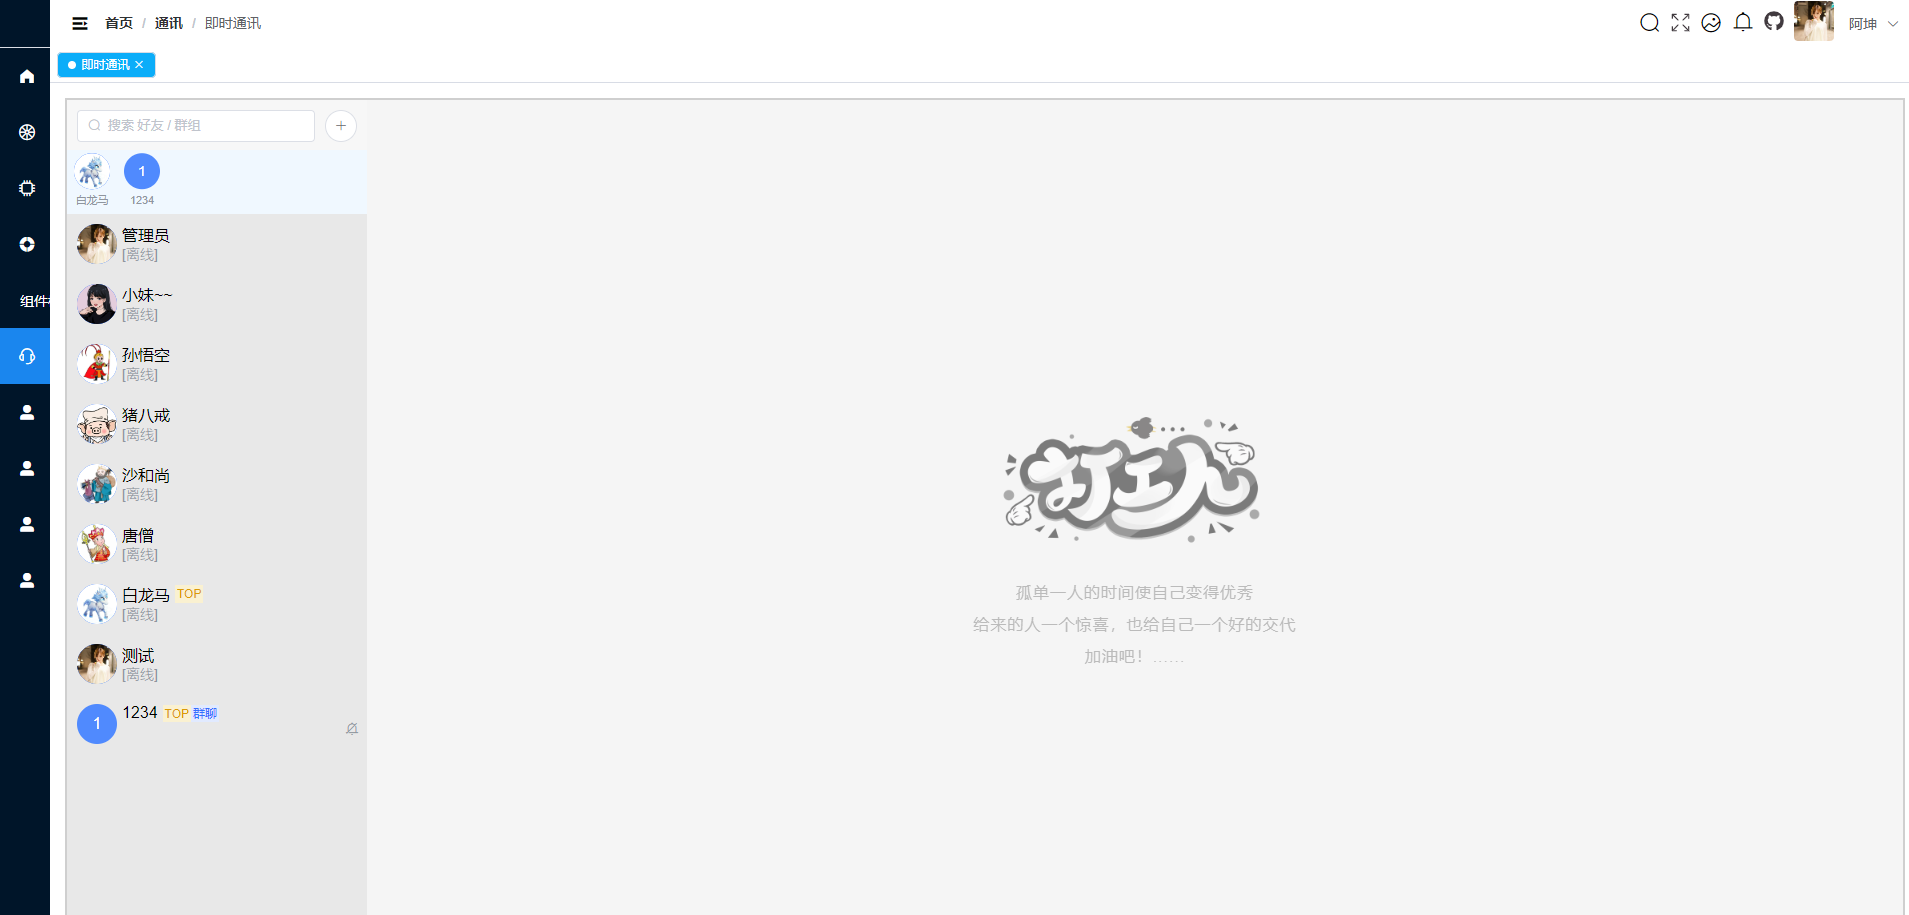 首页 / 通讯 / 即时通讯
阿坤
即时通讯
搜索 好友 / 群组
1
白龙马
1234
管理员
[离线]
组件
小妹~~
[离线]
孙悟空
[离线]
猪八戒
[离线]
沙和尚
[离线]
唐僧
[离线]
白龙马 TOP
[离线]
测试
[离线]
1
1234 TOP 群聊
打工人
孤单一人的时间使自己变得优秀
给来的人一个惊喜，也给自己一个好的交代
加油吧！……